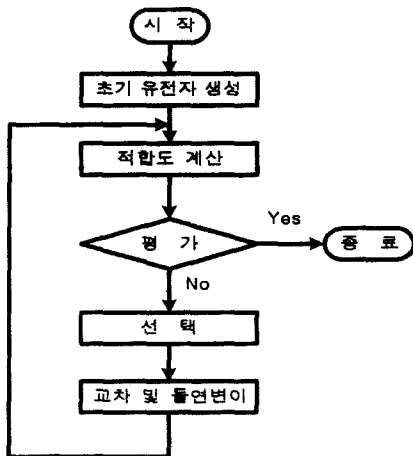 시 작
초기 유전자 생성
적합도 계산
평 가
Yes
종 료
No
선 택
교차 및 돌연변이